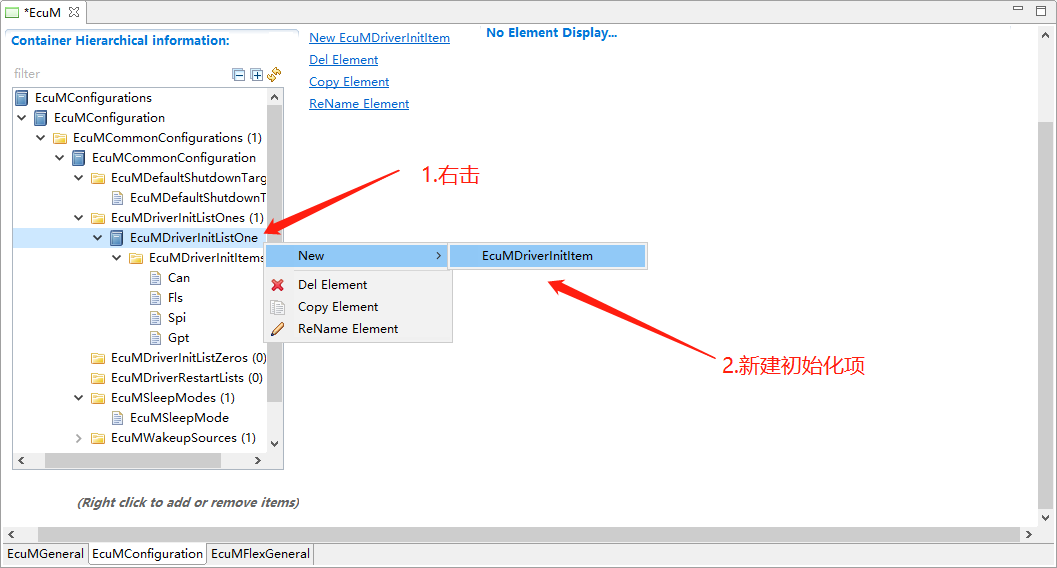 *EcuM
Container Hierarchical information:
filter
EcuMConfigurations
EcuMConfiguration
EcuMCommonConfigurations (1)
EcuMCommonConfiguration
EcuMDefaultShutdownTarg
EcuMDefaultShutdownT
EcuMDriverInitListOnes (1)
EcuMDriverInitListOne
EcuMDriverInitItems
Can
Fls
Spi
Gpt
EcuMDriverInitListZeros (0)
EcuMDriverRestartLists (0)
EcuMSleepModes (1)
EcuMSleepMode
EcuMWakeupSources (1)
(Right click to add or remove items)
New EcuMDriverInitItem
Del Element
Copy Element
ReName Element
No Element Display...
1.右击
New
EcuMDriverInitItem
Del Element
Copy Element
ReName Element
2.新建初始化项
EcuMGeneral
EcuMConfiguration
EcuMFlexGeneral